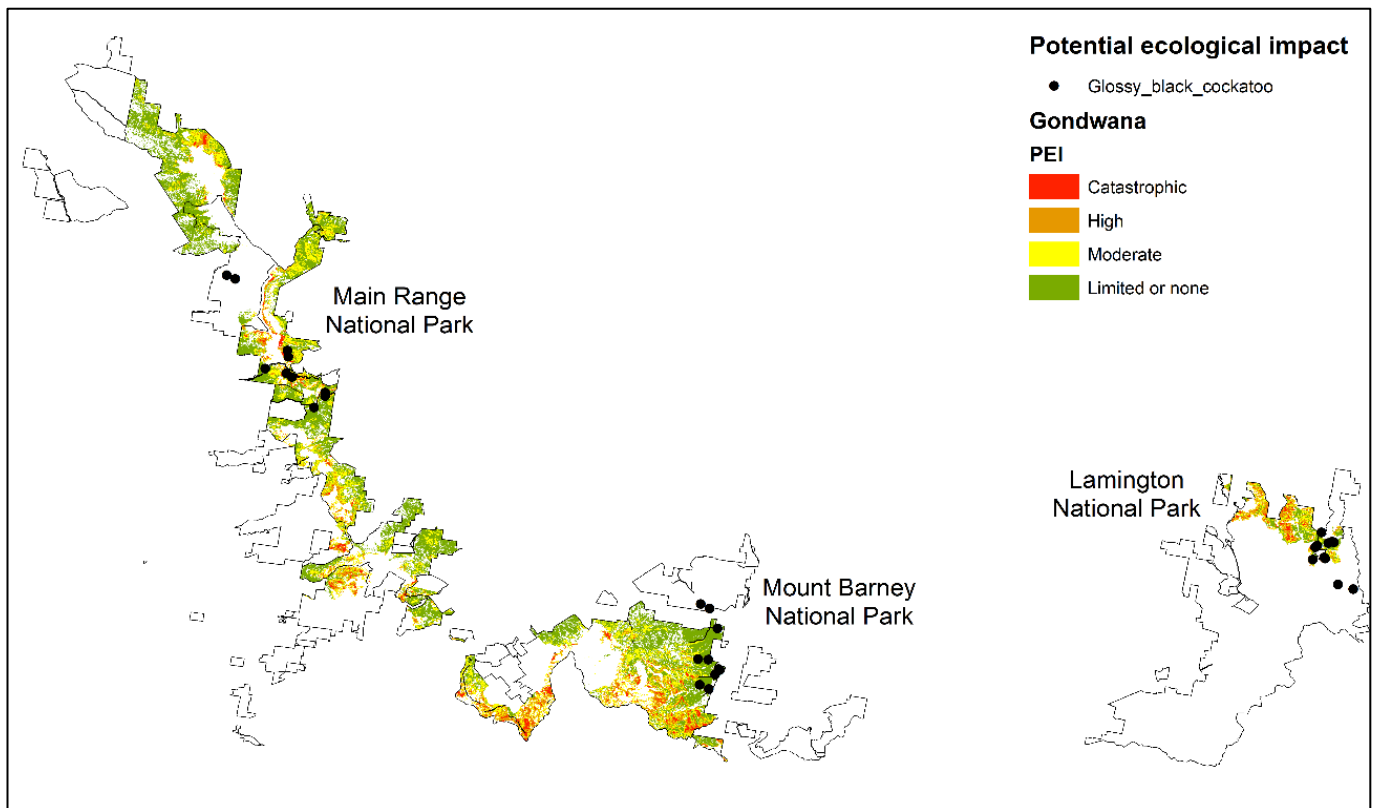 Potential ecological impact
Glossy_black_cockatoo
Gondwana
PEI
Catastrophic
High
Moderate
Limited or none
Main Range
National Park
Lamington
National Park
Mount Barney
National Park